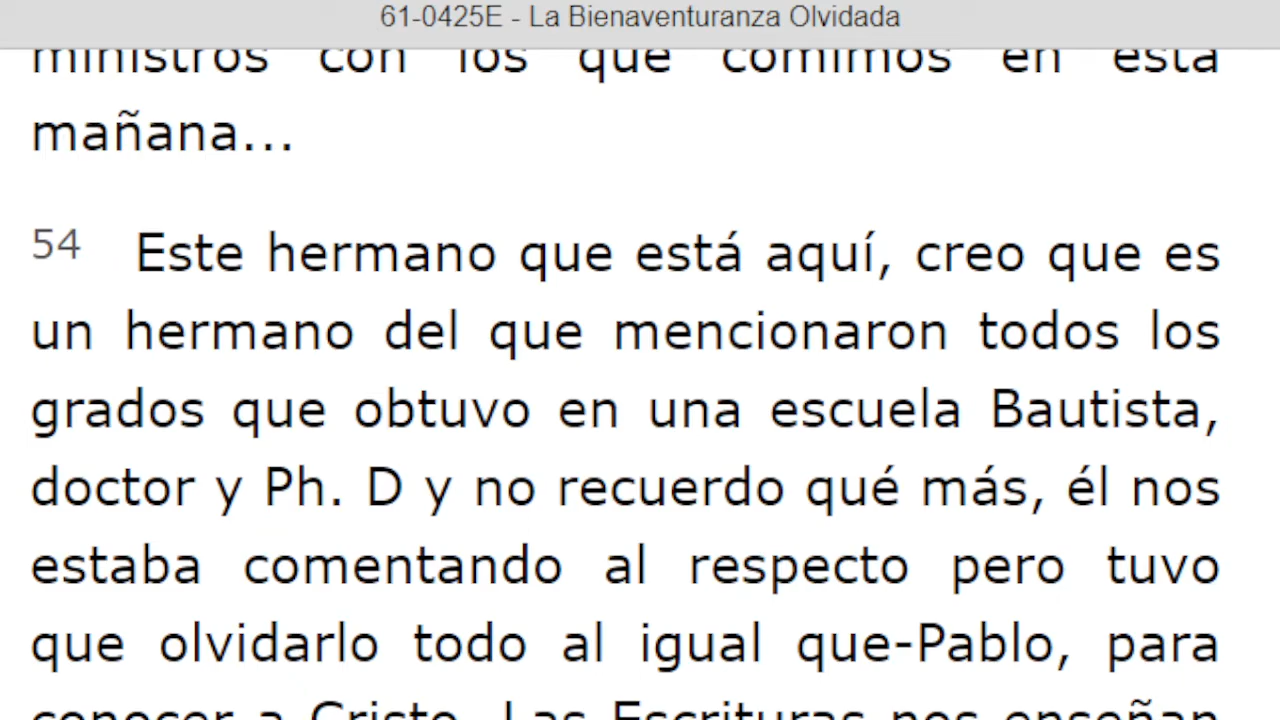 61-0425E - La Bienaventuranza Olvidada
ministros con los que comimos en esta
mañana...
54 Este hermano que está aquí, creo que es
un hermano del que mencionaron todos los
grados que obtuvo en una escuela Bautista,
doctor y Ph. D y no recuerdo qué más, él nos
estaba comentando al respecto pero tuvo
que olvidarlo todo al igual que-Pablo, para
conocer a Cristo. Las Escrituras nos enseñan